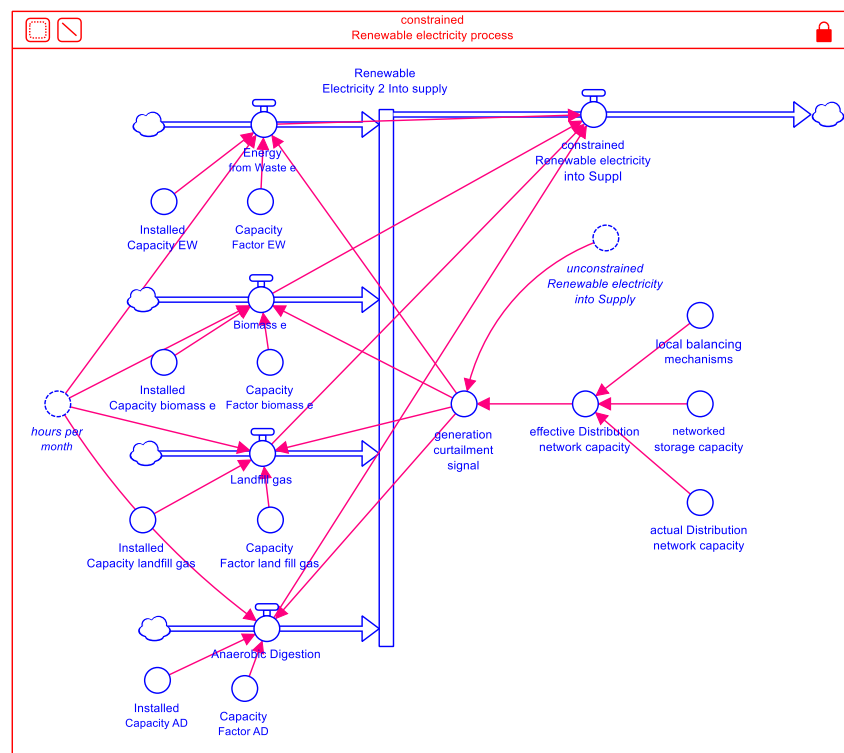 constrained
Renewable electricity process
Renewable
Electricity 2 Into supply
Energy
from Waste e
constrained
Renewable electricity
into Suppl
Installed
Capacity EW
Capacity
Factor EW
unconstrained
Renewable electricity
into Supply
Biomass e
local balancing
mechanisms
Installed
Capacity biomass e
Capacity
Factor biomass e
hours per
month
generation
curtailment
signal
effective Distribution
network capacity
networked
storage capacity
Landfill gas
actual Distribution
network capacity
Installed
Capacity landfill gas
Capacity
Factor land fill gas
Anaerobic Digestion
Installed
Capacity AD
Capacity
Factor AD